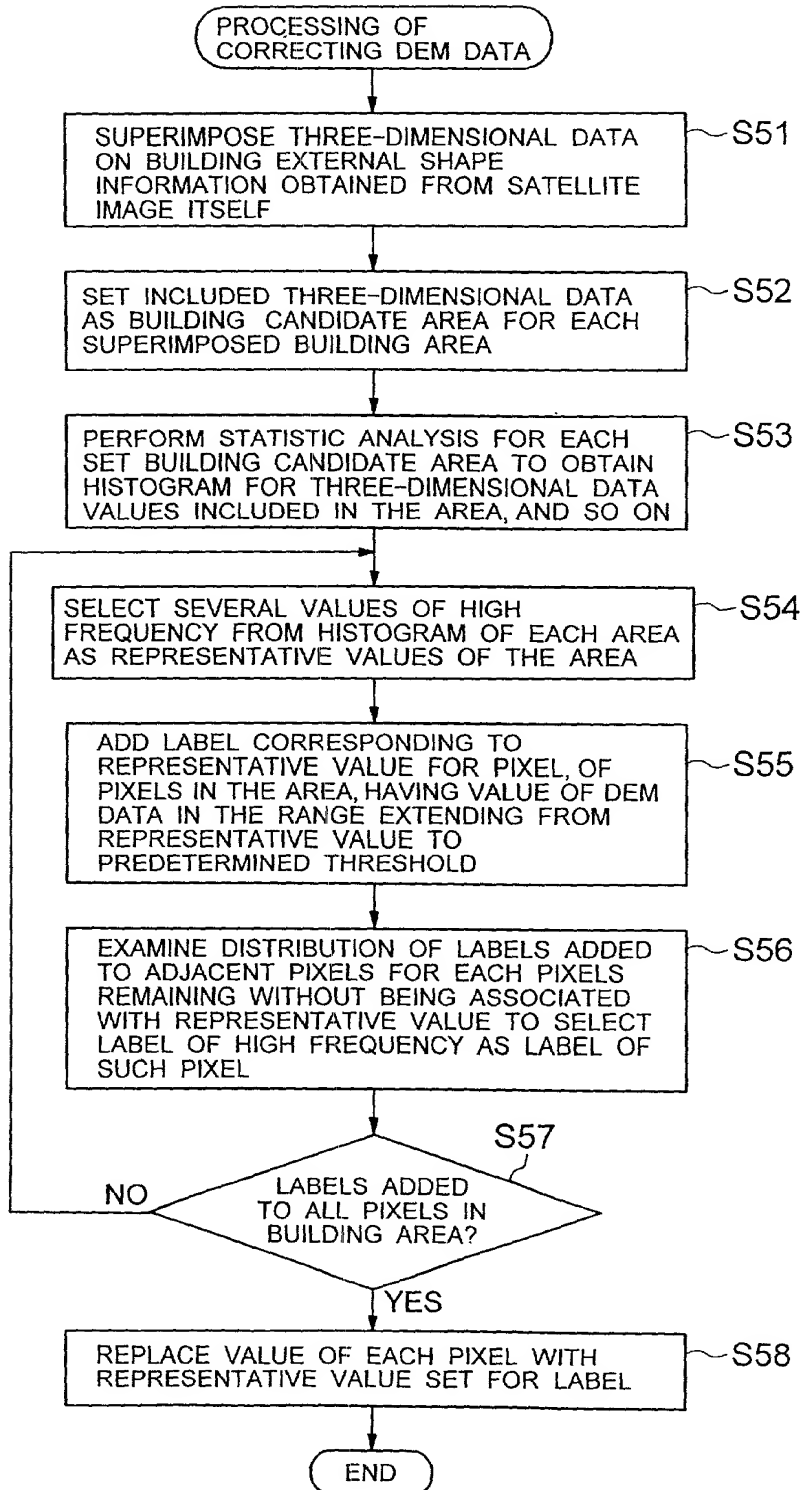 PROCESSING OF
CORRECTING DEM DATA
SUPERIMPOSE THREE-DIMENSIONAL DATA
ON BUILDING EXTERNAL SHAPE
INFORMATION OBTAINED FROM SATELLITE
IMAGE ITSELF
S51
SET INCLUDED THREE-DIMENSIONAL DATA
AS BUILDING CANDIDATE AREA FOR EACH
SUPERIMPOSED BUILDING AREA
S52
PERFORM STATISTIC ANALYSIS FOR EACH
SET BUILDING CANDIDATE AREA TO OBTAIN
HISTOGRAM FOR THREE-DIMENSIONAL DATA
VALUES INCLUDED IN THE AREA, AND SO ON
S53
SELECT SEVERAL VALUES OF HIGH
FREQUENCY FROM HISTOGRAM OF EACH AREA
AS REPRESENTATIVE VALUES OF THE AREA
S54
ADD LABEL CORRESPONDING TO
REPRESENTATIVE VALUE FOR PIXEL, OF
PIXELS IN THE AREA, HAVING VALUE OF DEM
DATA IN THE RANGE EXTENDING FROM
REPRESENTATIVE VALUE TO
PREDETERMINED THRESHOLD
S55
EXAMINE DISTRIBUTION OF LABELS ADDED
TO ADJACENT PIXELS FOR EACH PIXELS
REMAINING WITHOUT BEING ASSOCIATED
WITH REPRESENTATIVE VALUE TO SELECT
LABEL OF HIGH FREQUENCY AS LABEL OF
SUCH PIXEL
S56
S57
NO
LABELS ADDED
TO ALL PIXELS IN
BUILDING AREA?
YES
REPLACE VALUE OF EACH PIXEL WITH
REPRESENTATIVE VALUE SET FOR LABEL
S58
END